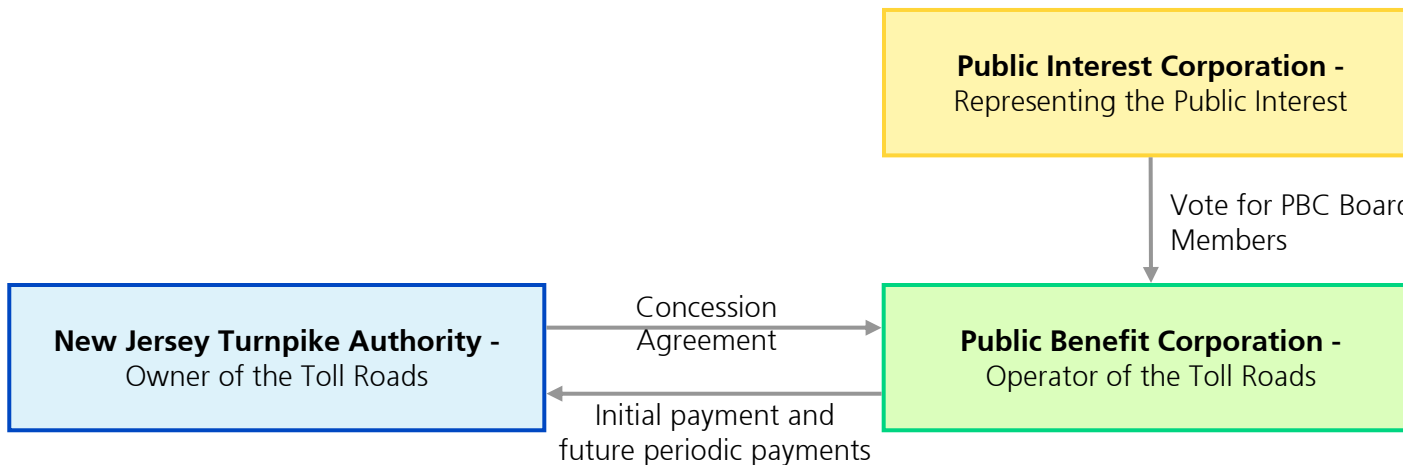 Public Interest Corporation -
Representing the Public Interest
Vote for PBC Board
Members
New Jersey Turnpike Authority -
Owner of the Toll Roads
Concession
Agreement
Public Benefit Corporation -
Operator of the Toll Roads
Initial payment and
future periodic payments